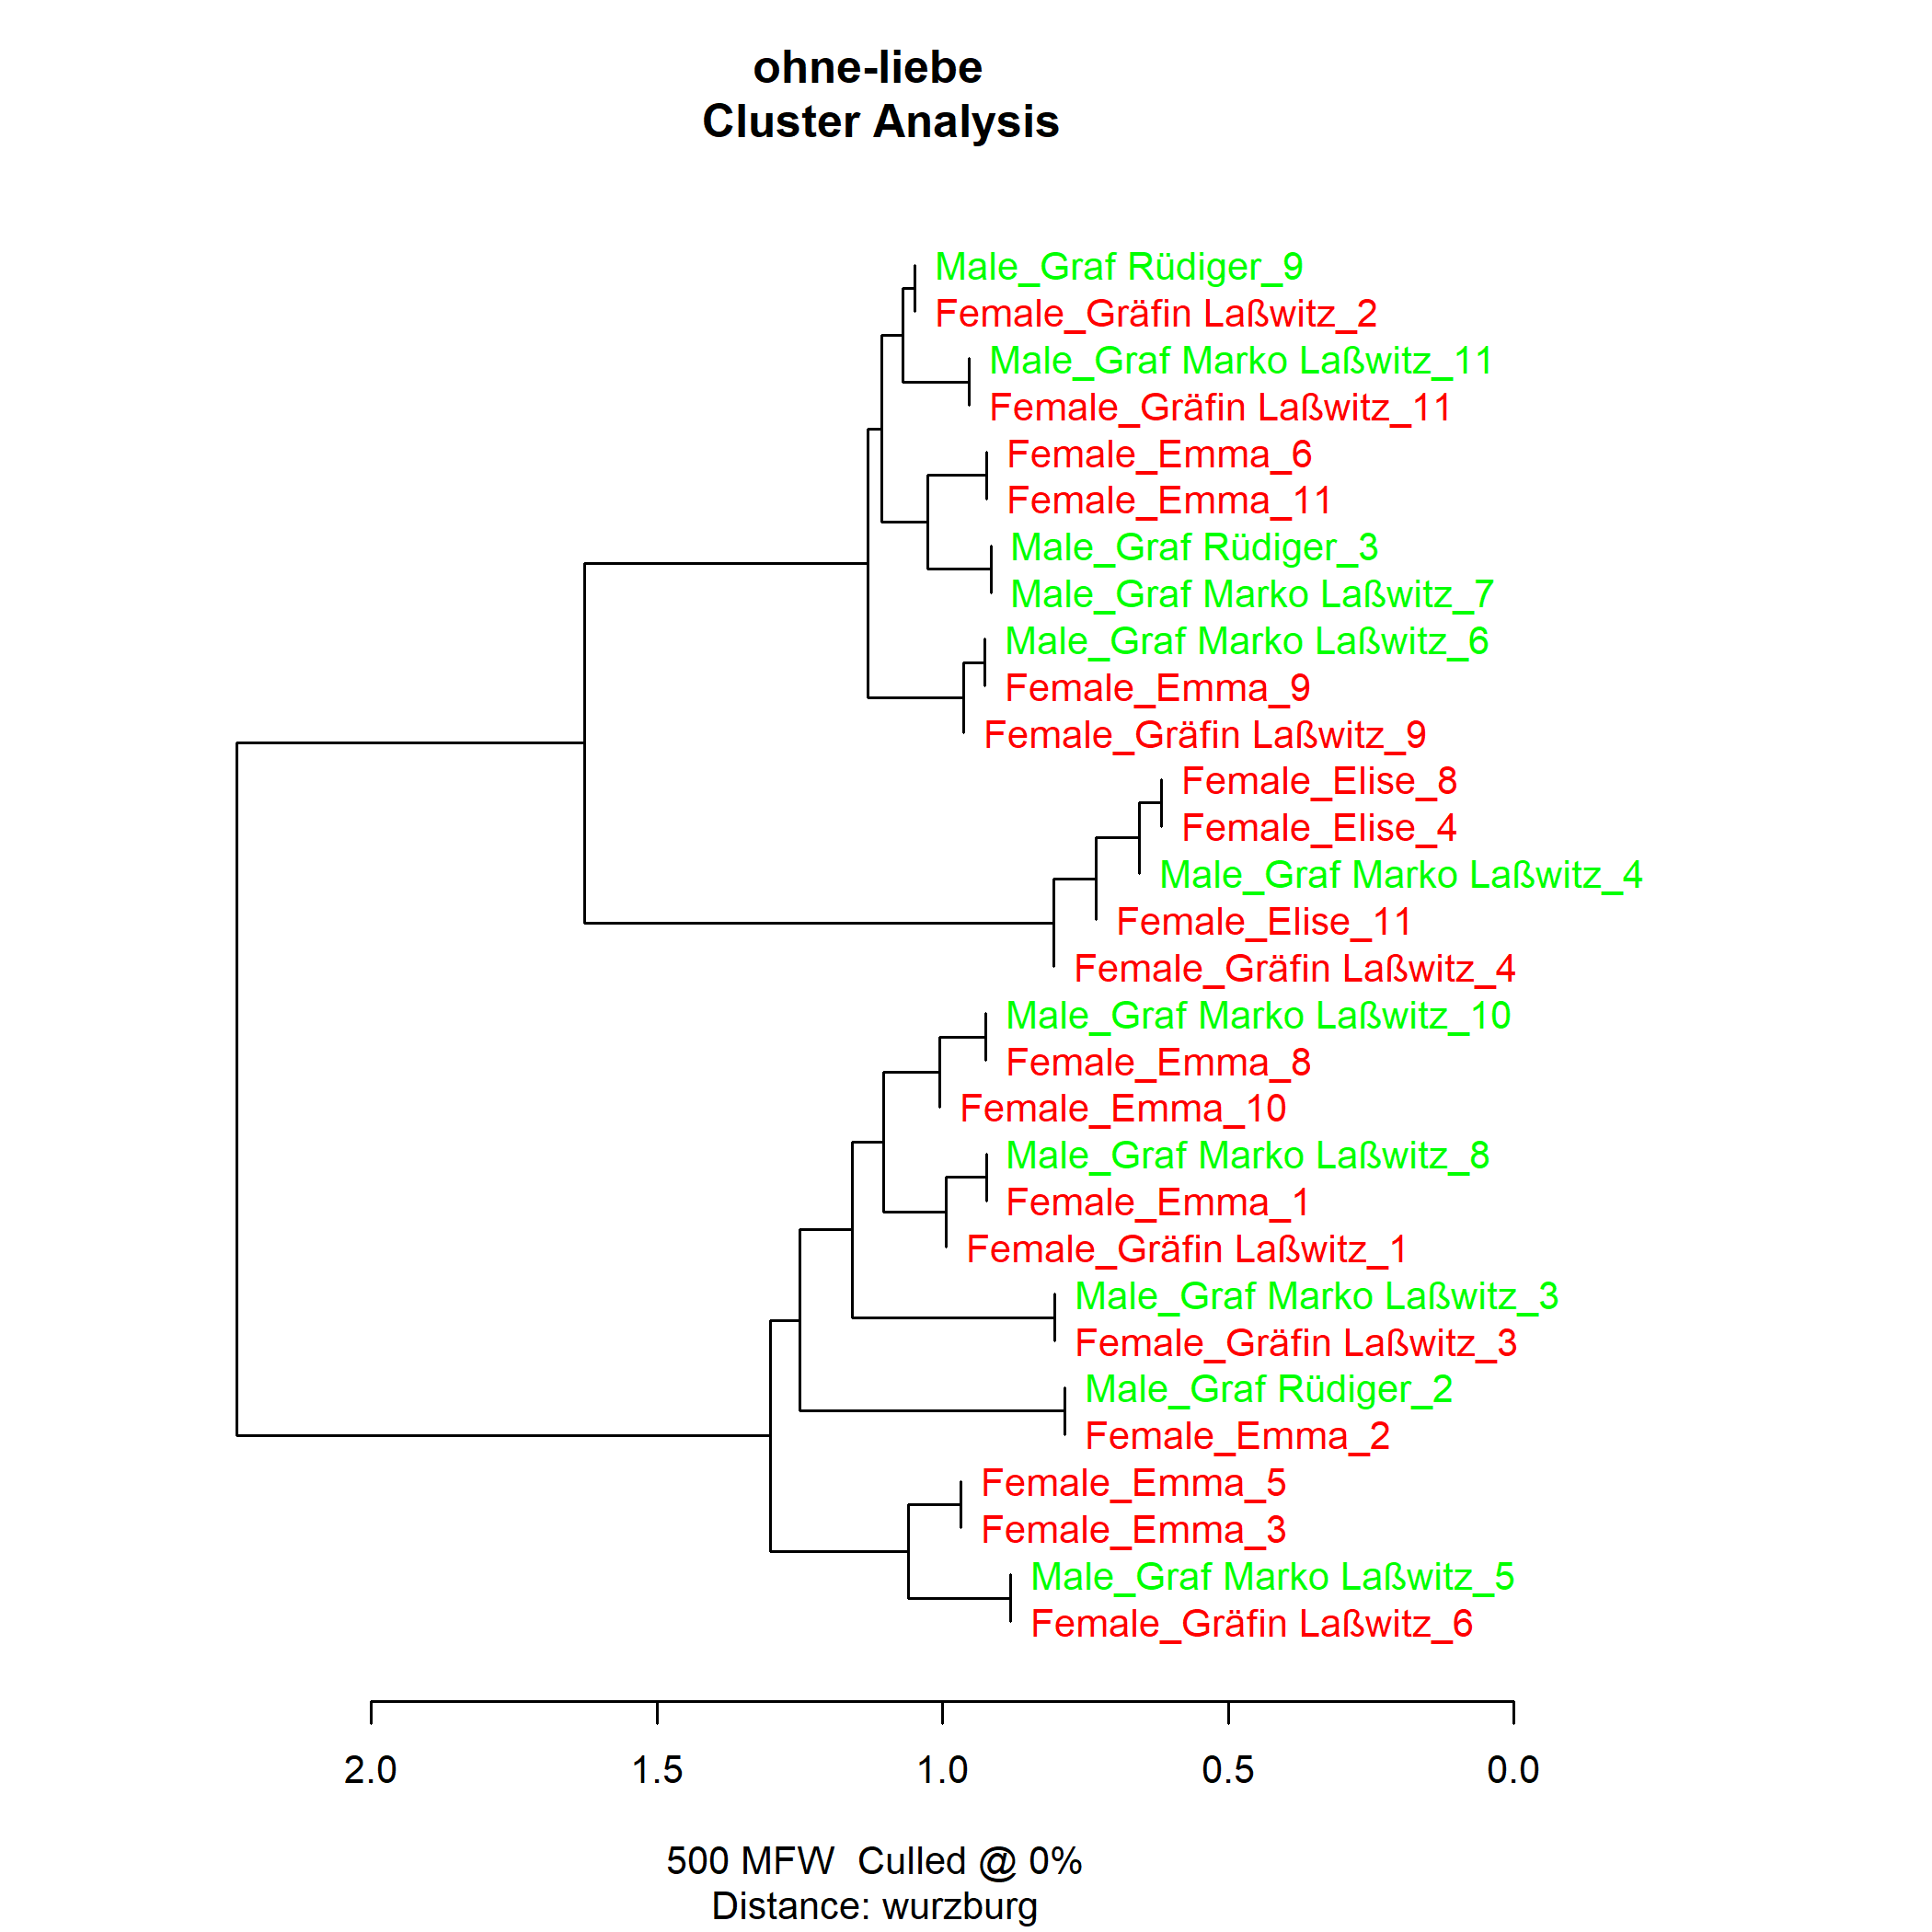 ohne-liebe
Cluster Analysis
Male_Graf Rüdiger_9
Female_Gräfin Laßwitz_2
Male_Graf Marko Laßwitz_11
Female_Gräfin Laßwitz_11
Female_Emma_6
Female_Emma_11
Male_Graf Rüdiger_3
Male_Graf Marko Laßwitz_7
Male_Graf Marko Laßwitz_6
Female_Emma_9
Female_Gräfin Laßwitz_9
Female_Elise_8
Female_Elise_4
Male_Graf Marko Laßwitz_4
Female_Elise_11
Female_Gräfin Laßwitz_4
Male_Graf Marko Laßwitz_10
Female_Emma_8
Female_Emma_10
Male_Graf Marko Laßwitz_8
Female_Emma_1
Female_Gräfin Laßwitz_1
Male_Graf Marko Laßwitz_3
Female_Gräfin Laßwitz_3
Male_Graf Rüdiger_2
Female_Emma_2
Female_Emma_5
Female_Emma_3
Male_Graf Marko Laßwitz_5
Female_Gräfin Laßwitz_6
2.0 1.5 1.0 0.5 0.0
500 MFW  Culled @ 0%
Distance: wurzburg